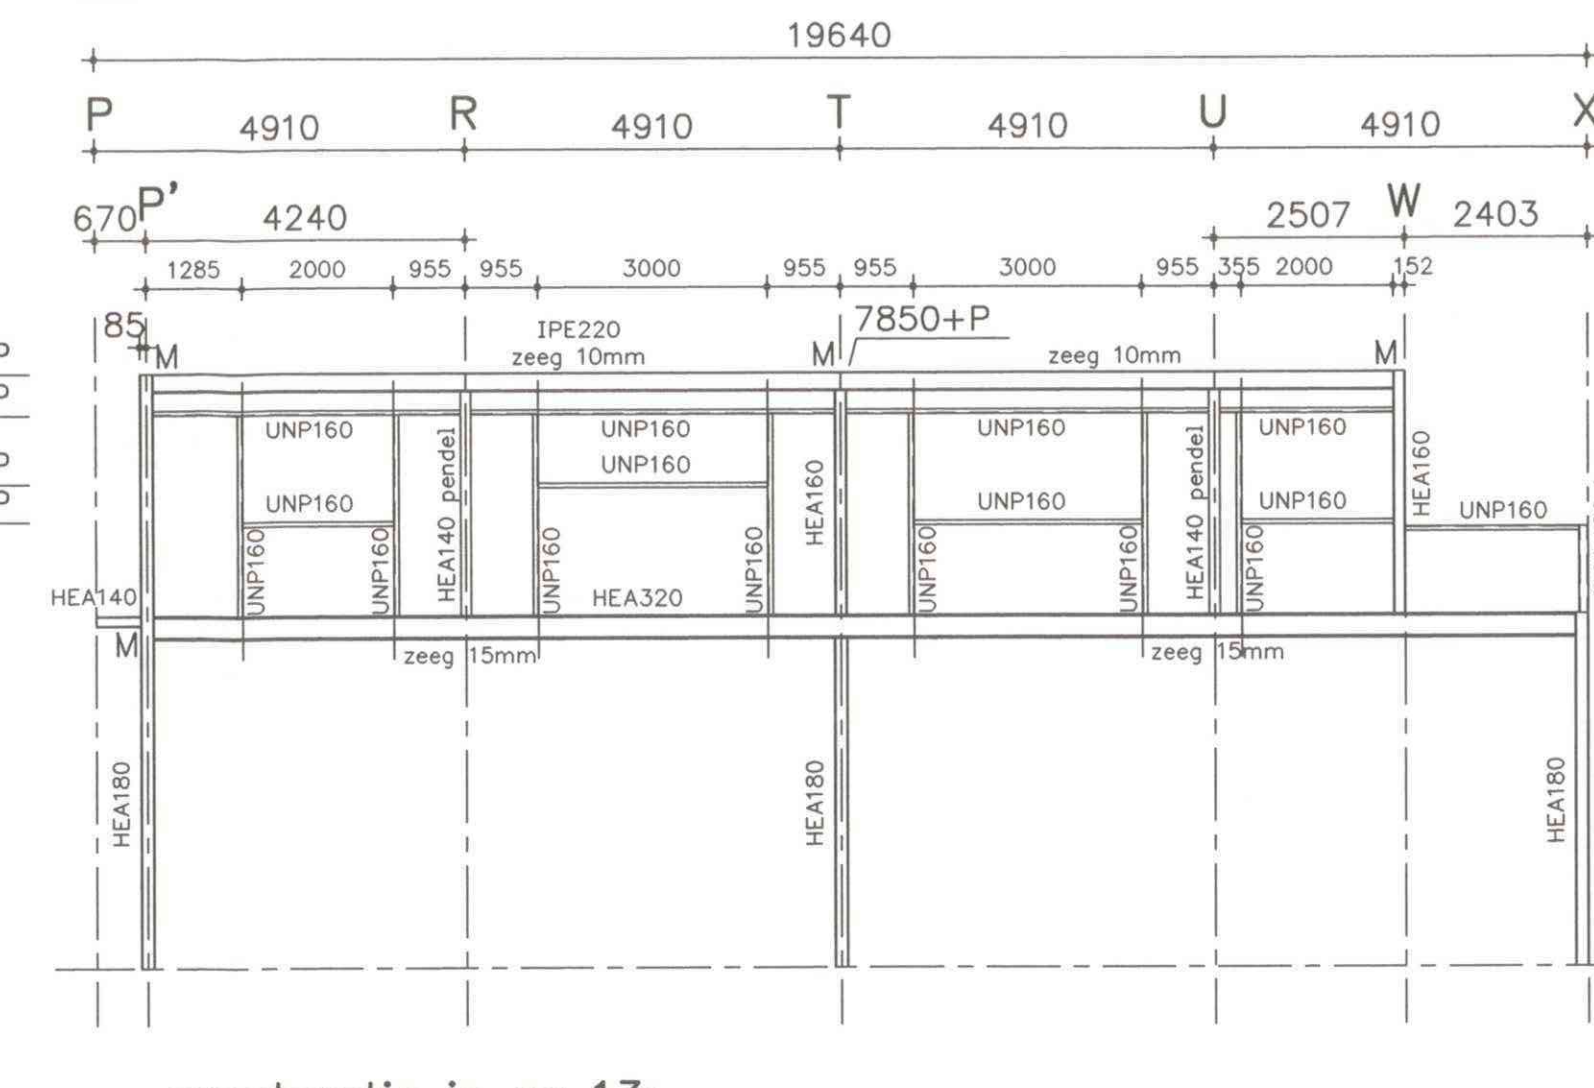 19640
P R T U X
4910 4910 4910 4910
P' W
670 4240 2507 2403
1285 2000 955 955 3000 955 955 3000 955 355 2000 152
85 IPE220 7850+P
M zeeg 10mm M zeeg 10mm M
UNP160 UNP160 UNP160 UNP160
UNP160
UNP160 UNP160 UNP160 UNP160
HEA140 pendel HEA160 HEA140 pendel HEA160
UNP160 UNP160 UNP160 UNP160 UNP160 UNP160 UNP160
HEA140 HEA320
M zeeg 15mm zeeg 15mm
HEA180 HEA180 HEA180